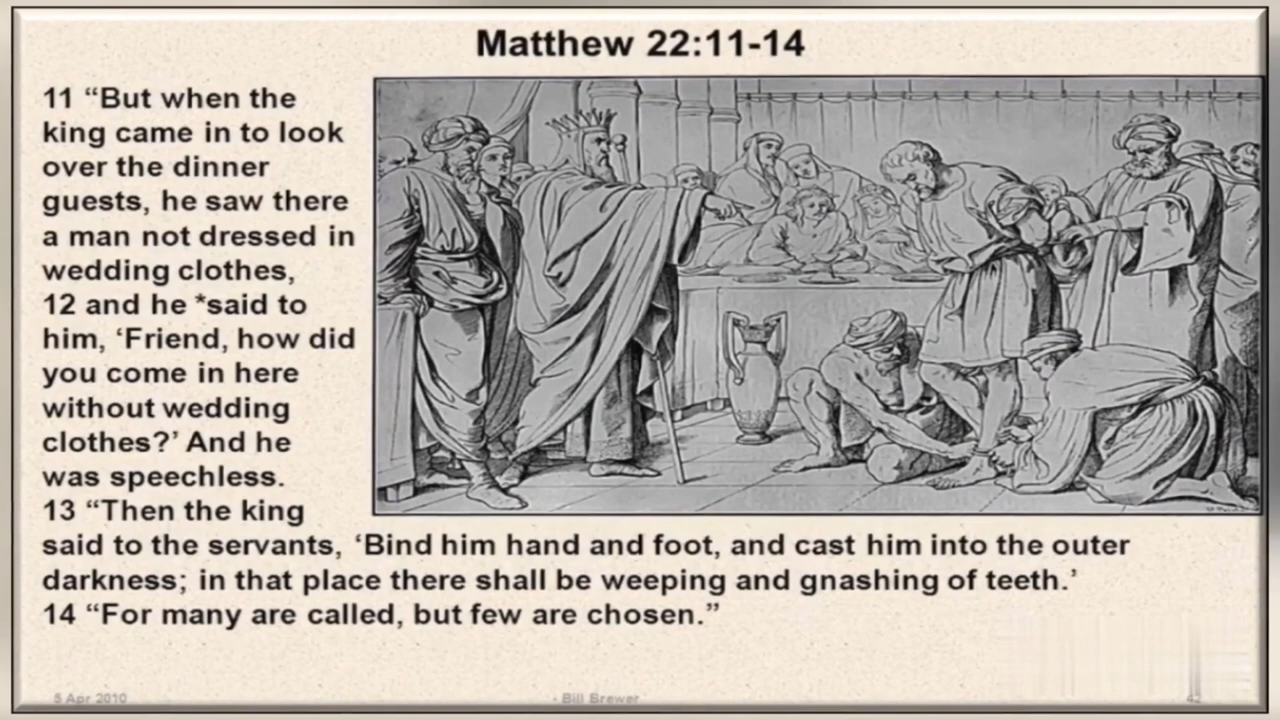 Matthew 22:11-14
11 “But when the
king came in to look
over the dinner
guests, he saw there
a man not dressed in
wedding clothes,
12 and he *said to
him, ‘Friend, how did
you come in here
without wedding
clothes?’ And he
was speechless.
13 “Then the king
said to the servants, ‘Bind him hand and foot, and cast him into the outer
darkness; in that place there shall be weeping and gnashing of teeth.’
14 “For many are called, but few are chosen.”
5 Apr 2010
- Bill Brewer
42